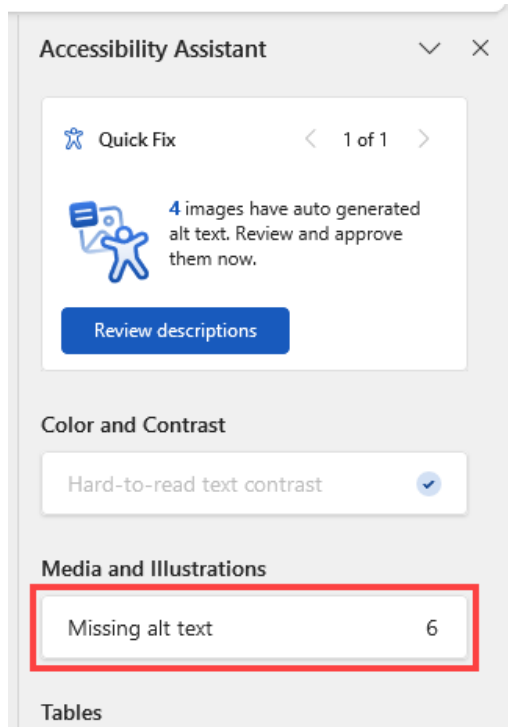 Accessibility Assistant
Quick Fix
1 of 1
4 images have auto generated
alt text. Review and approve
them now.
Review descriptions
Color and Contrast
Hard-to-read text contrast
Media and Illustrations
Missing alt text 6
Tables